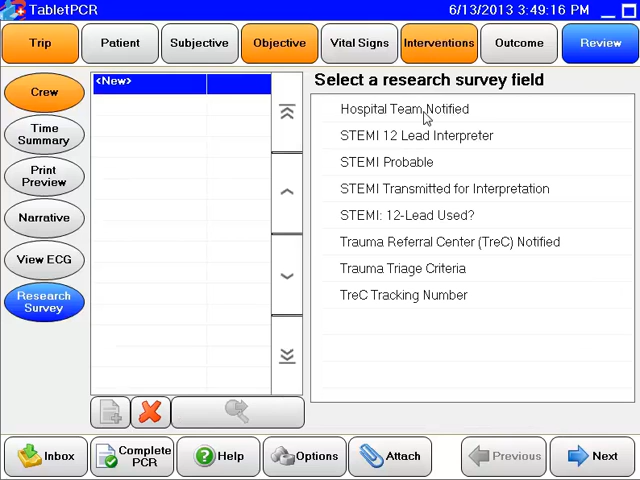 TabletPCR
6/13/2013 3:49:16 PM
Trip
Patient
Subjective
Objective
Vital Signs
Interventions
Outcome
Review
Crew
Time
Summary
Print
Preview
Narrative
View ECG
Research
Survey
<New>
Select a research survey field
Hospital Team Notified
STEMI 12 Lead Interpreter
STEMI Probable
STEMI Transmitted for Interpretation
STEMI: 12-Lead Used?
Trauma Referral Center (TreC) Notified
Trauma Triage Criteria
TreC Tracking Number
Inbox
Complete
PCR
Help
Options
Attach
Previous
Next